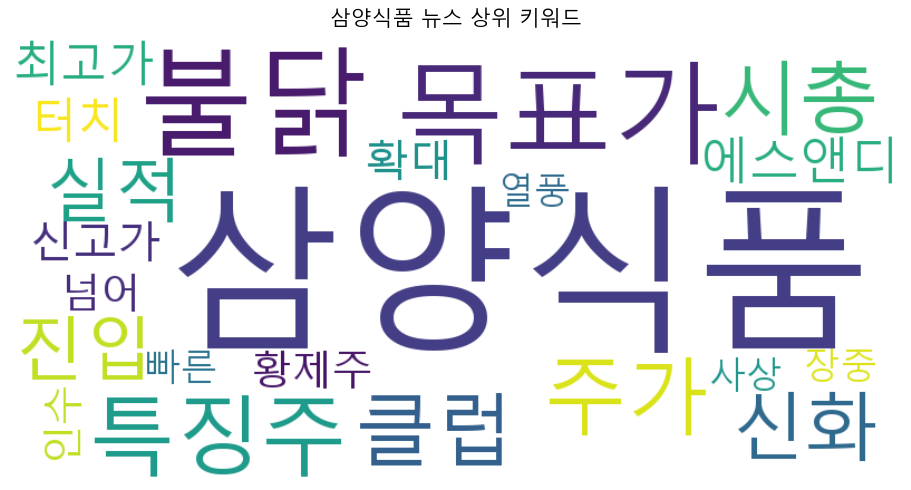 삼양식품 뉴스 상위 키워드
최고가
불닭
목표가
시총
터치
확대
에스앤디
실적
열풍
삼양식품
신고가
넘어
진입
빠른
황제주
주가
사상
장중
인수
특징주
클럽
신화